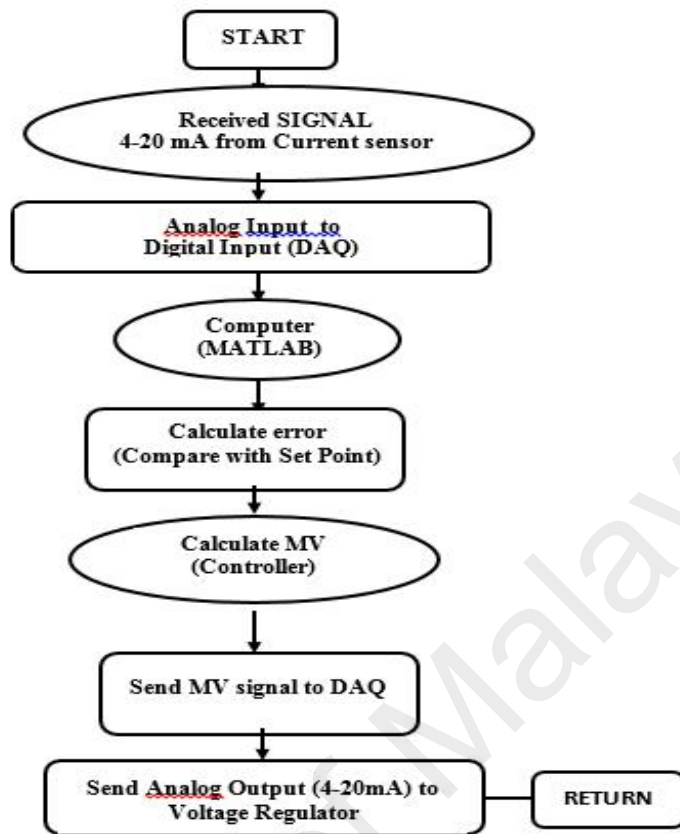 START
Received SIGNAL
4-20 mA from Current sensor
Analog Input to
Digital Input (DAQ)
Computer
(MATLAB)
Calculate error
(Compare with Set Point)
Calculate MV
(Controller)
Send MV signal to DAQ
Send Analog Output (4-20mA) to
Voltage Regulator
RETURN
of Malay